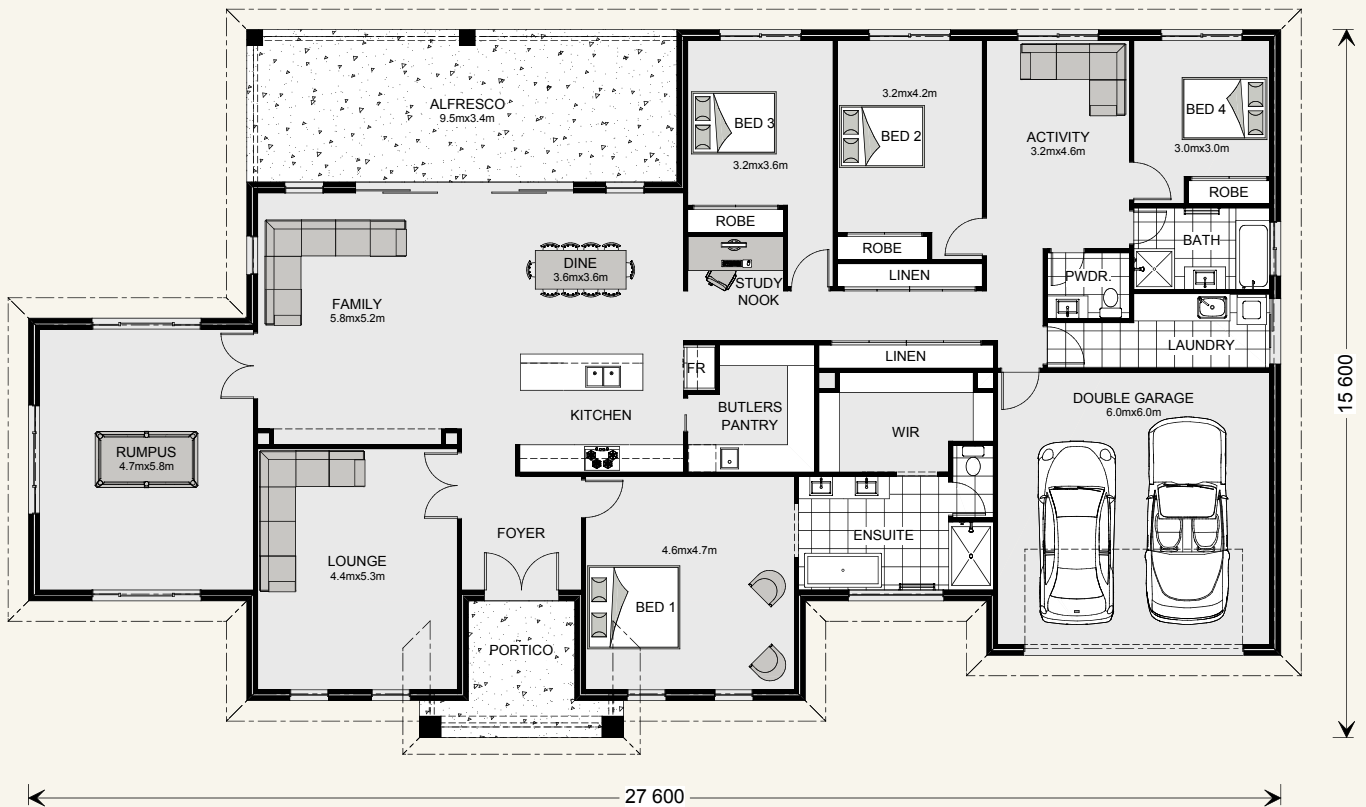 ALFRESCO
9.5mx3.4m
BED 3
3.2mx3.6m
ROBE
3.2mx4.2m
BED 2
ROBE
LINEN
ACTIVITY
3.2mx4.6m
BED 4
3.0mx3.0m
ROBE
BATH
PWDR.
LAUNDRY
STUDY
NOOK
DINE
3.6mx3.6m
FAMILY
5.8mx5.2m
RUMPUS
4.7mx5.8m
KITCHEN
FR
BUTLERS
PANTRY
LINEN
WIR
DOUBLE GARAGE
6.0mx6.0m
LOUNGE
4.4mx5.3m
FOYER
4.6mx4.7m
BED 1
ENSUITE
PORTICO
15 600
27 600